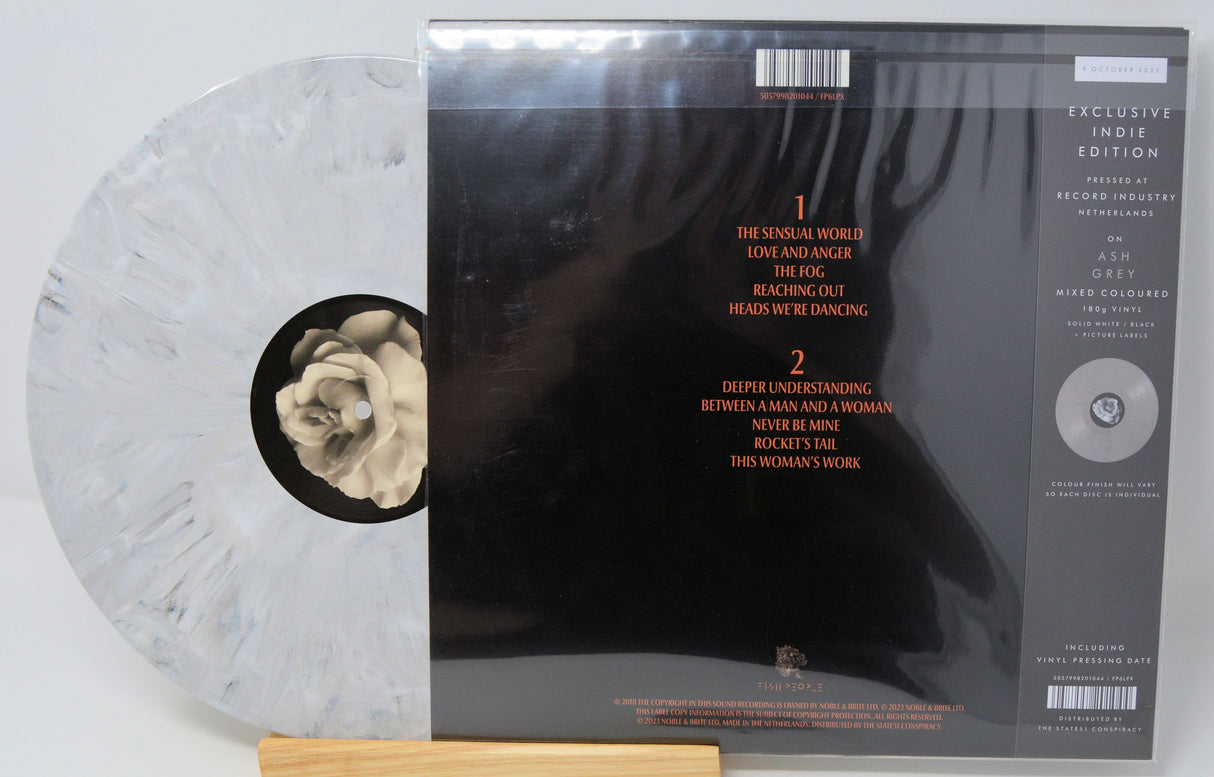 5057998201044 / FP6LPX
1
THE SENSUAL WORLD
LOVE AND ANGER
THE FOG
REACHING OUT
HEADS WE'RE DANCING
2
DEEPER UNDERSTANDING
BETWEEN A MAN AND A WOMAN
NEVER BE MINE
ROCKET'S TAIL
THIS WOMAN'S WORK
FISH PEOPLE
℗ 2018 THE COPYRIGHT IN THIS SOUND RECORDING IS OWNED BY NOBLE & BRITE LTD. © 2023 NOBLE & BRITE LTD.
THIS LABEL COPY INFORMATION IS THE SUBJECT OF COPYRIGHT PROTECTION. ALL RIGHTS RESERVED.
© 2023 NOBLE & BRITE LTD. MADE IN THE NETHERLANDS. DISTRIBUTED BY THE STATE51 CONSPIRACY
9 OCTOBER 2023
EXCLUSIVE
INDIE
EDITION
PRESSED AT
RECORD INDUSTRY
NETHERLANDS
ON
ASH
GREY
MIXED COLOURED
180g VINYL
SOLID WHITE / BLACK
+ PICTURE LABELS
COLOUR FINISH WILL VARY
SO EACH DISC IS INDIVIDUAL
INCLUDING
VINYL PRESSING DATE
5057998201044 / FP6LPX
DISTRIBUTED BY
THE STATE51 CONSPIRACY